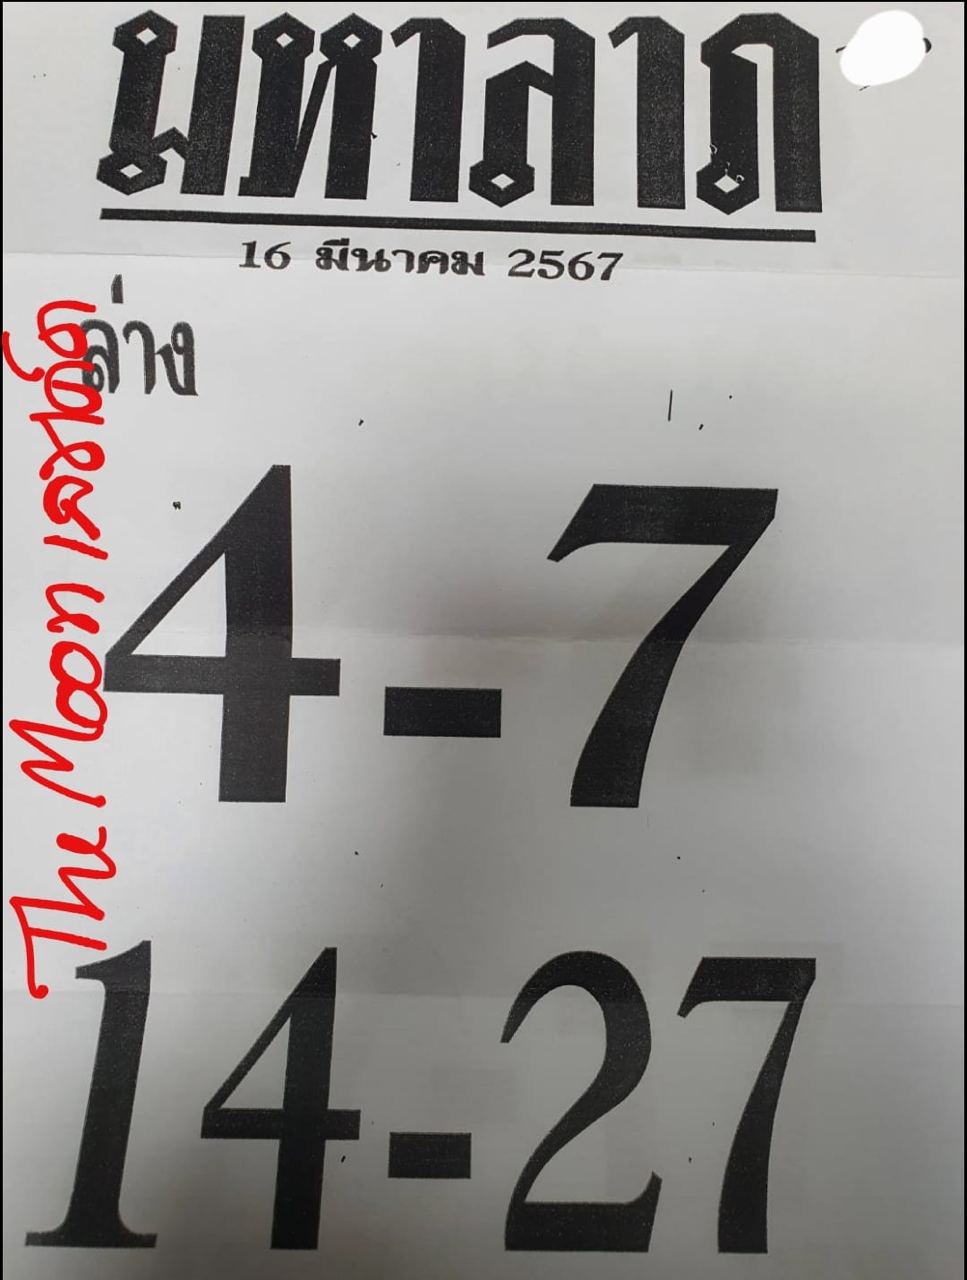 มหาลาภ
16 มีนาคม 2567
ล่าง
4-7
14-27
The Moon เลขเด็ด